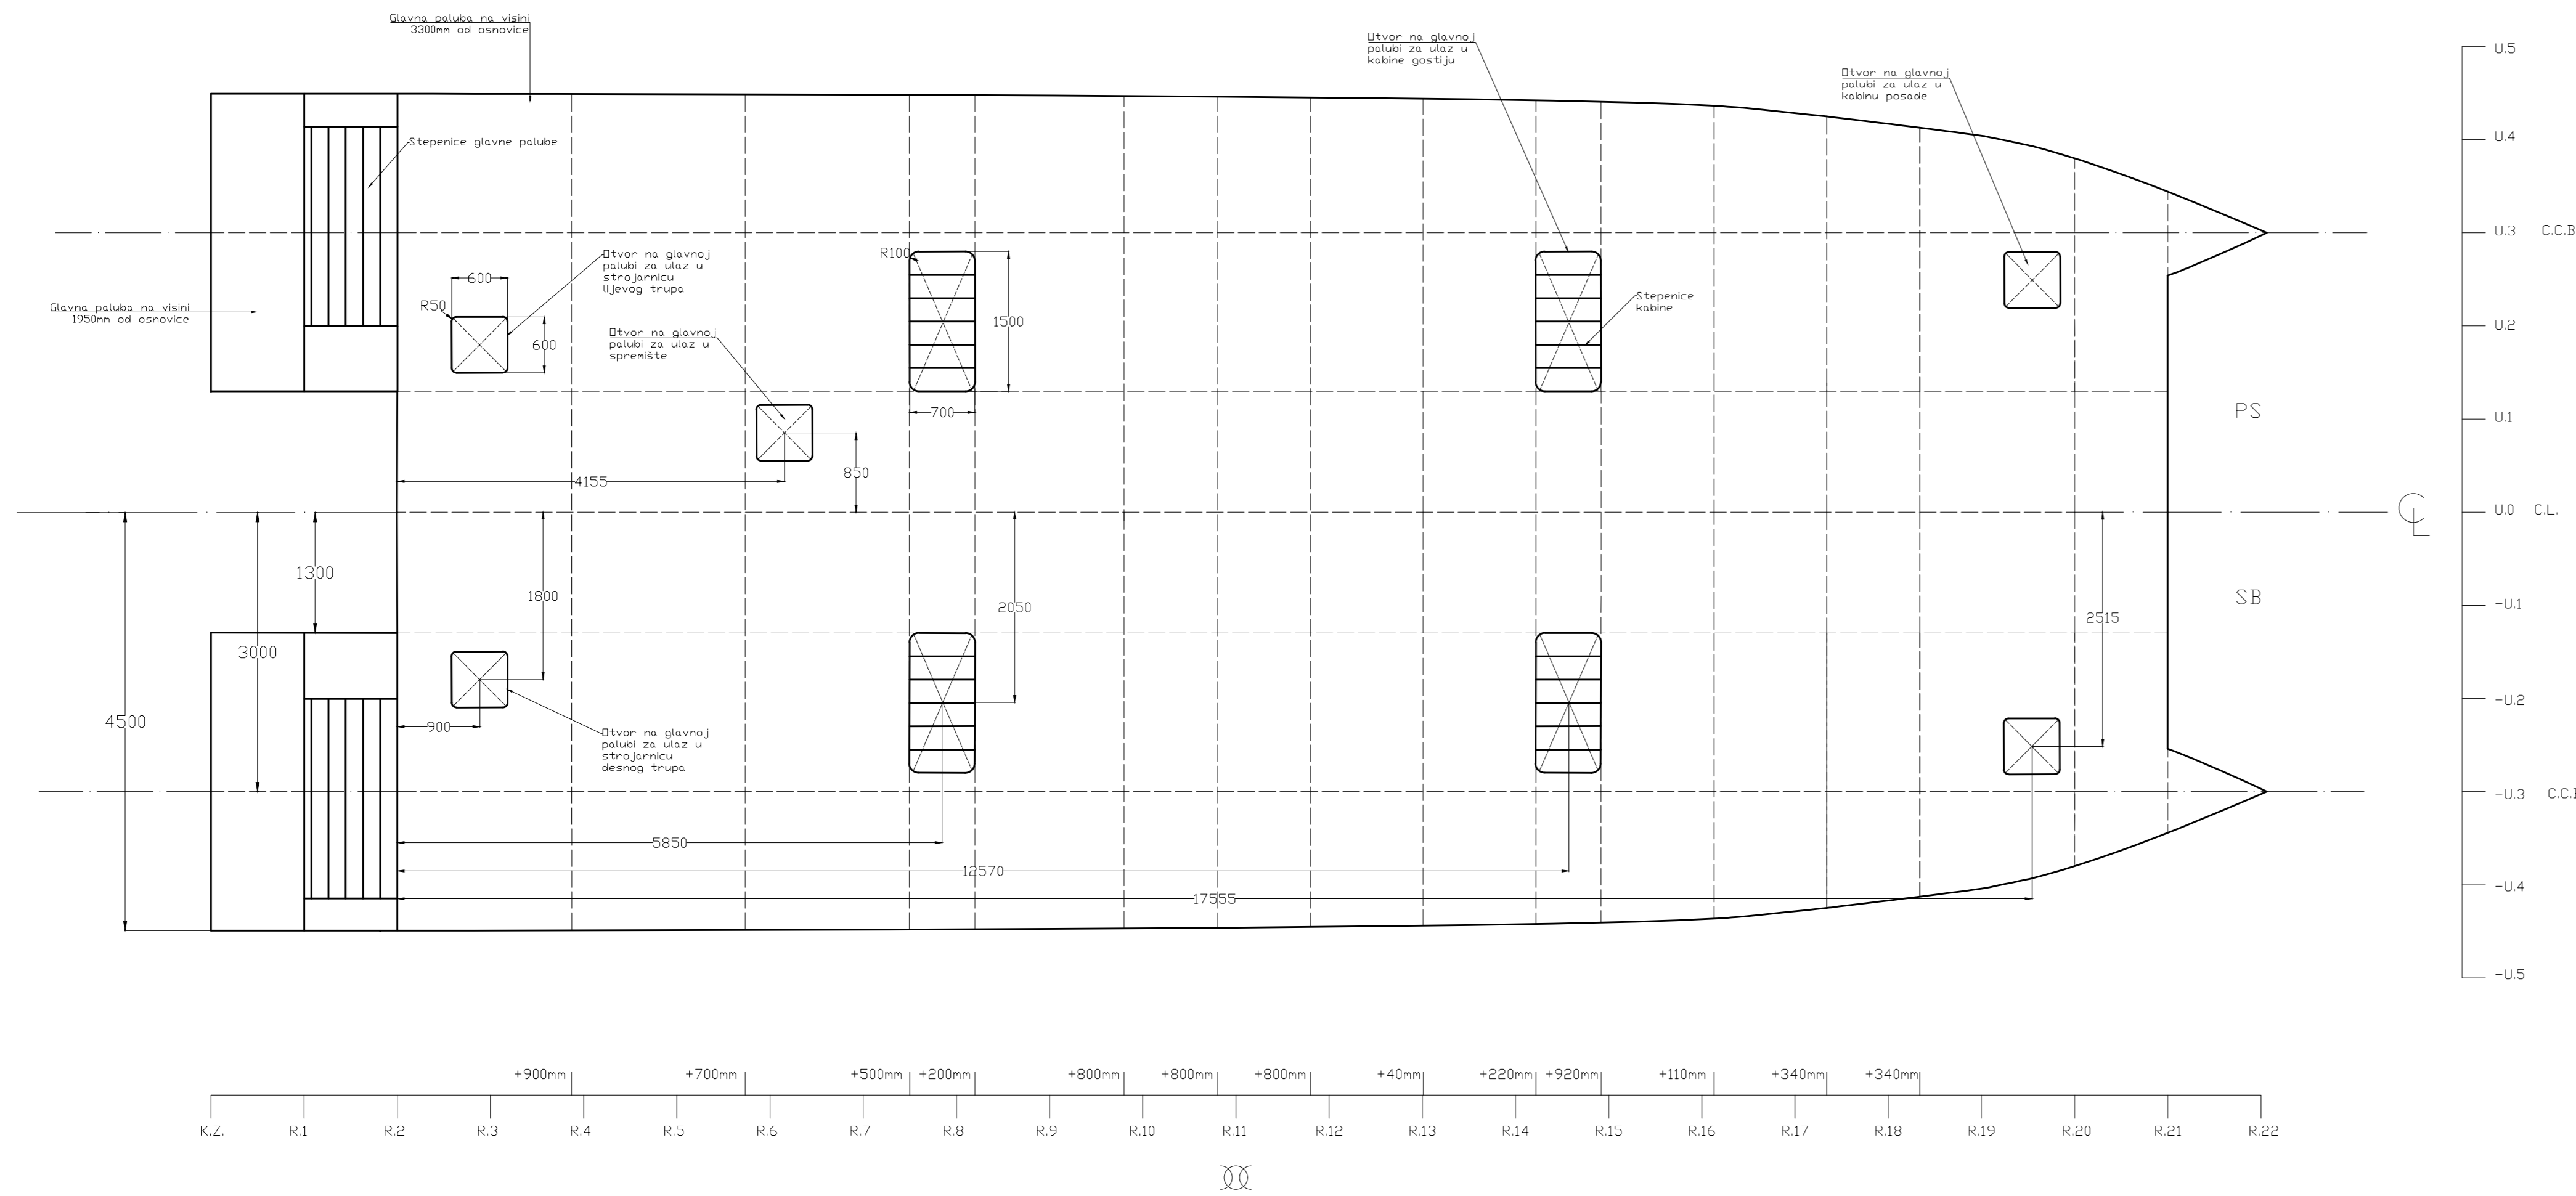 Glavna paluba na visini
3300mm od osnovice
Otvor na glavnoj
palubi za ulaz u
kabine gostiju
Otvor na glavnoj
palubi za ulaz u
kabinu posade
U.5
U.4
Stepenice glavne palube
U.3 C.C.B
Otvor na glavnoj
palubi za ulaz u
strojarnicu
lijevog trupa
R100
600
R50
Glavna paluba na visini
1950mm od osnovice
Stepenice
kabine
1500
600
U.2
Otvor na glavnoj
palubi za ulaz u
spremište
700
PS
U.1
850
4155
U.0 C.L.
1300
1800
2050
SB
-U.1
2515
3000
-U.2
4500
900
Otvor na glavnoj
palubi za ulaz u
strojarnicu
desnog trupa
-U.3
5850
12570
17555
-U.4
-U.5
+900mm +700mm +500mm +200mm +800mm +800mm +800mm +40mm +220mm +920mm +110mm +340mm +340mm
K.Z. R.1 R.2 R.3 R.4 R.5 R.6 R.7 R.8 R.9 R.10 R.11 R.12 R.13 R.14 R.15 R.16 R.17 R.18 R.19 R.20 R.21 R.22